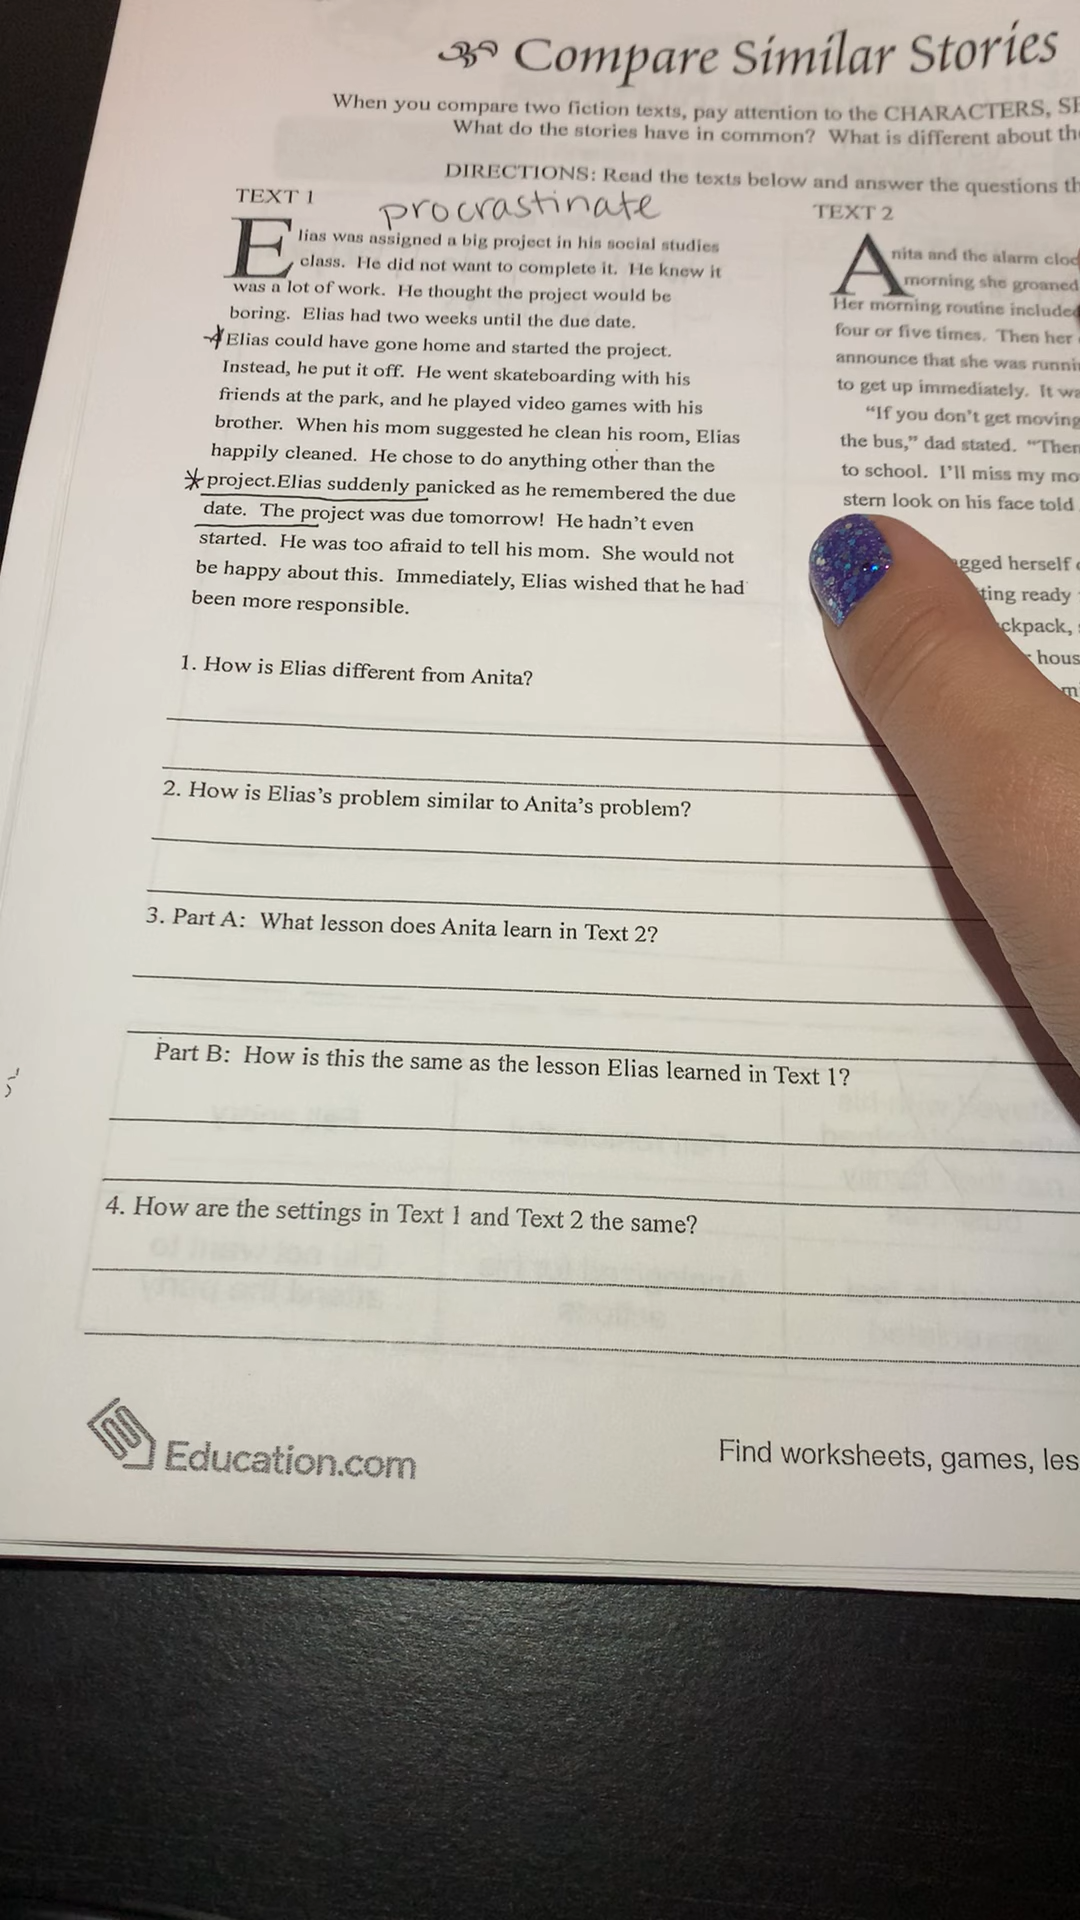 Compare Similar Stories
When you compare two fiction texts, pay attention to the CHARACTERS,
What do the stories have in common? What is different about
DIRECTIONS: Read the texts below and answer the questions
TEXT 1
procrastinate
Elias was assigned a big project in his social studies
class. He did not want to complete it. He knew it
was a lot of work. He thought the project would be
boring. Elias had two weeks until the due date.
Elias could have gone home and started the project.
Instead, he put it off. He went skateboarding with his
friends at the park, and he played video games with his
brother. When his mom suggested he clean his room, Elias
happily cleaned. He chose to do anything other than the
project.Elias suddenly panicked as he remembered the due
date. The project was due tomorrow! He hadn't even
started. He was too afraid to tell his mom. She would not
be happy about this. Immediately, Elias wished that he had
been more responsible.
TEXT 2
Anita and the alarm
morning she groaned
Her morning routine included
four or five times. Then her
announce that she was
to get up immediately. It
"If you don't get moving
the bus," dad stated. "Then
to school. I'll miss my
stern look on his face told
herself
ready
1. How is Elias different from Anita?
2. How is Elias's problem similar to Anita's problem?
3. Part A: What lesson does Anita learn in Text 2?
Part B: How is this the same as the lesson Elias learned in Text 1?
4. How are the settings in Text 1 and Text 2 the same?
Education.com
Find worksheets, games,